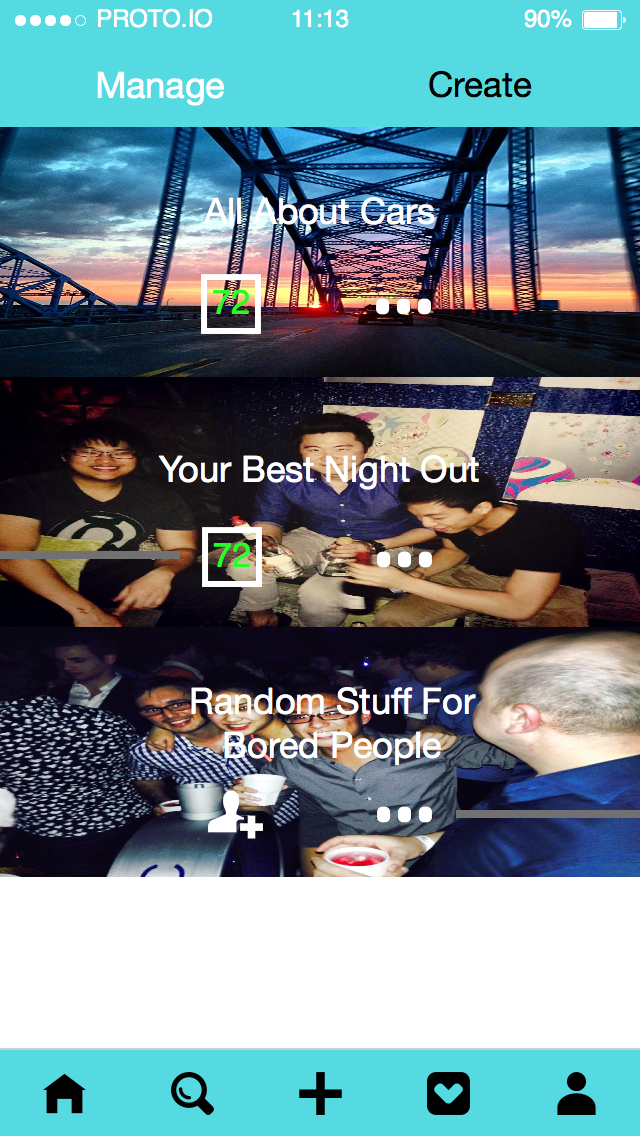 PROTO.IO 11:13 90%
Manage Create
All About Cars
72
Your Best Night Out
72
Random Stuff For
Bored People